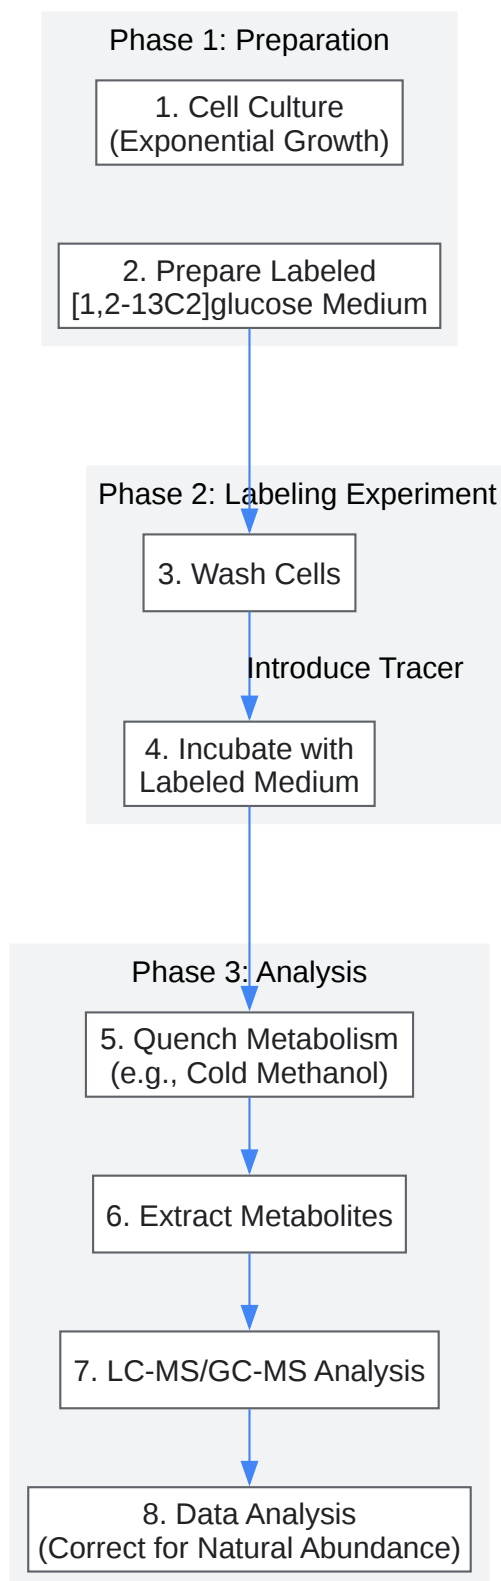 Phase 1: Preparation
1. Cell Culture
(Exponential Growth)
2. Prepare Labeled
[1,2-13C2]glucose Medium
Phase 2: Labeling Experiment
3. Wash Cells
Introduce Tracer
4. Incubate with
Labeled Medium
Phase 3: Analysis
5. Quench Metabolism
(e.g., Cold Methanol)
6. Extract Metabolites
7. LC-MS/GC-MS Analysis
8. Data Analysis
(Correct for Natural Abundance)